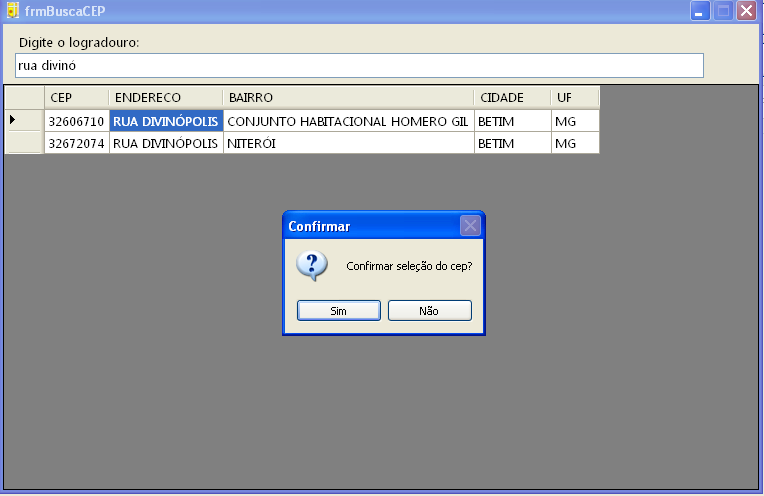 frmBuscaCEP
Digite o logradouro:
rua divinó
CEP ENDERECO BAIRRO CIDADE UF
32606710 RUA DIVINÓPOLIS CONJUNTO HABITACIONAL HOMERO GIL BETIM MG
32672074 RUA DIVINÓPOLIS NITERÓI BETIM MG
Confirmar
Confirmar seleção do cep?
Sim Não